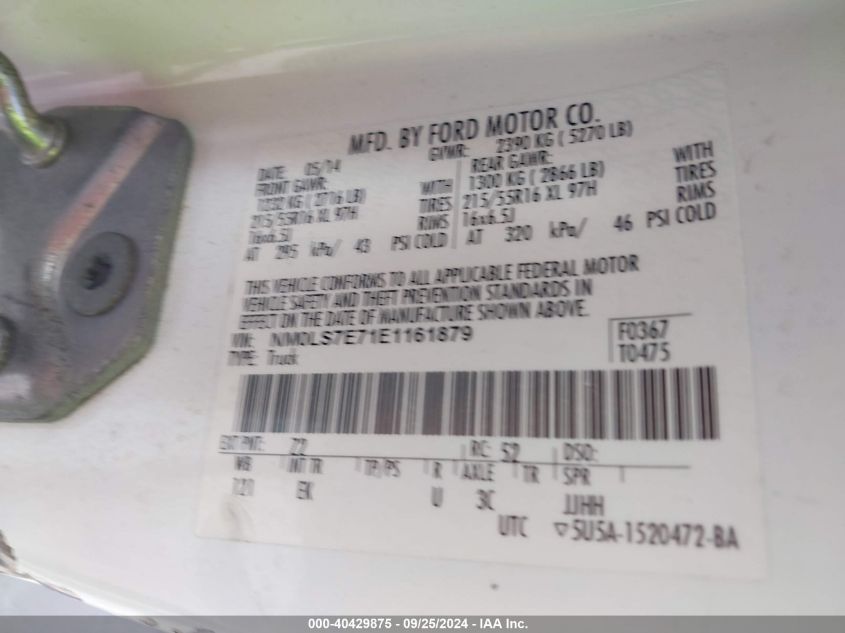 MFD. BY FORD MOTOR CO.
DATE: 05/14 GVWR: 2390 KG ( 5270 LB)
FRONT GAWR: REAR GAWR:
1232 KG ( 2716 LB) WITH 1300 KG ( 2866 LB) WITH
215/55R16 XL 97H TIRES 215/55R16 XL 97H TIRES
16x6.5J RIMS 16x6.5J RIMS
AT 295 kPa/ 43 PSI COLD AT 320 kPa/ 46 PSI COLD
THIS VEHICLE CONFORMS TO ALL APPLICABLE FEDERAL MOTOR
VEHICLE SAFETY AND THEFT PREVENTION STANDARDS IN
EFFECT ON THE DATE OF MANUFACTURE SHOWN ABOVE.
VIN: NM0LS7E71E1161879
TYPE: Truck
F0367
T0475
EXT PNT: Z2 RC: 52 DSO:
WB INT TR TP/PS R AXLE TR SPR
121 EK U 3C JJHH
UTC ▽5U5A-1520472-BA
000-40429875 - 09/25/2024 - IAA Inc.